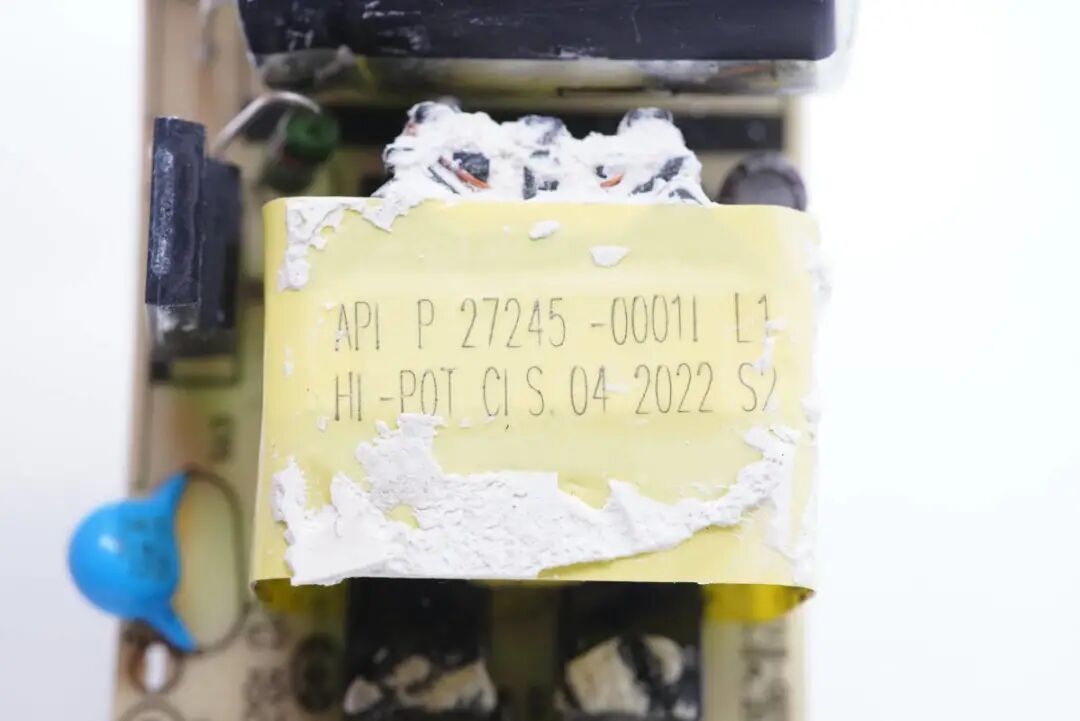 API P 27245 -0001I L1
HI -POT CI S. 04 2022 S2